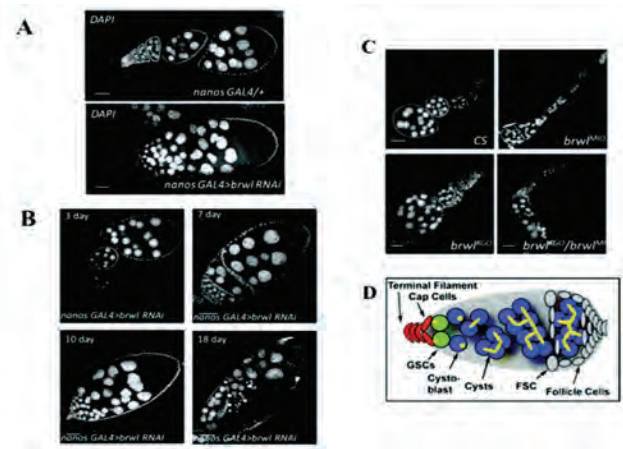 A
DAPI
nanos GAL4/+
DAPI
nanos GAL4>brwl RNAi
B
3 day
nanos GAL4>brwl RNAi
7 day
nanos GAL4>brwl RNAi
10 day
nanos GAL4>brwl RNAi
18 day
nanos GAL4>brwl RNAi
C
CS
brwl
brwl
brwl
D
Terminal Filament
Cap Cells
GSCs
Cysto-
blast
Cysts
FSC
Follicle Cells